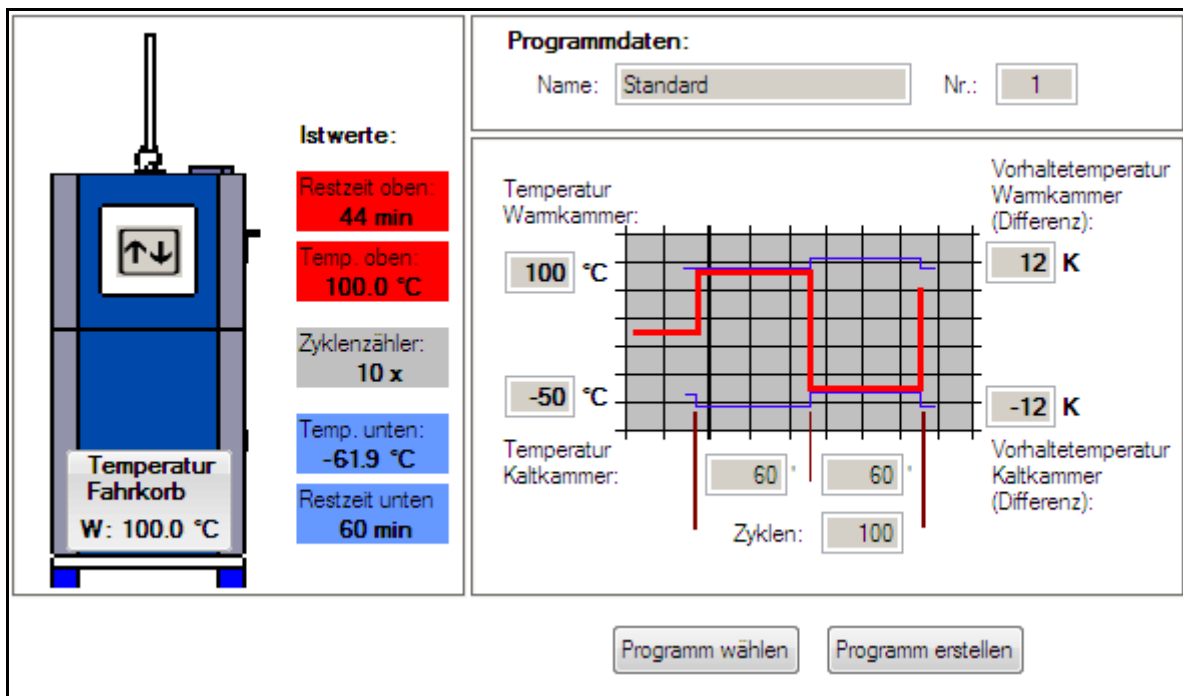 Istwerte:
Restzeit oben:
44 min
Temp. oben:
100.0 °C
Zyklenzähler:
10 x
Temp. unten:
-61.9 °C
Restzeit unten
60 min
Temperatur
Fahrkorb
W: 100.0 °C
Programmdaten:
Name: Standard Nr.: 1
Temperatur
Warmkammer:
100 °C
Vorhaltetemperatur
Warmkammer
(Differenz):
12 K
-50 °C
Temperatur
Kaltkammer:
-12 K
Vorhaltetemperatur
Kaltkammer
(Differenz):
60 ' 60 '
Zyklen: 100
Programm wählen
Programm erstellen